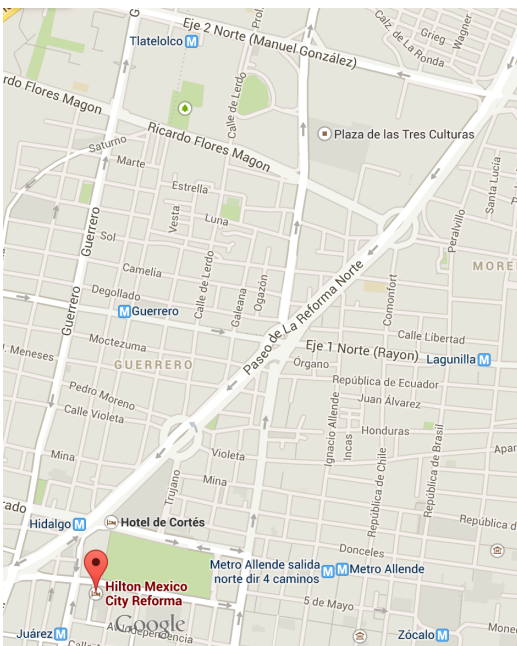 Eje 2 Norte (Manuel González)
Tlatelolco M
Grieg
Wagner
Calz. de La Ronda
Prol.
G
rdo Flores Magon
Calle de Lerdo
Plaza de las Tres Culturas
Ricardo Flores Magon
Saturno
Marte
Santa Lucia
Estrella
Luna
Vesta
Peralvillo
Guerrero
Sol
Calle de Lerdo
MORE
Camelia
Ogazón
Galeana
Comonfort
Degollado
Guerrero
M Guerrero
Paseo de La Reforma Norte
Moctezuma
Calle Libertad
Eje 1 Norte (Rayon)
Lagunilla M
J. Meneses
GUERRERO
Órgano
República de Ecuador
Pedro Moreno
Juan Álvarez
Calle Violeta
Ignacio Allende
Incas
Honduras
República de Chile
República de Brasil
Mina
Violeta
Apar
Trujano
Mina
rado
Hidalgo M
Hotel de Cortés
República d
Donceles
Metro Allende salida
norte dir 4 caminos M
M Metro Allende
Hilton Mexico
City Reforma
5 de Mayo
Juárez M
Av Independencia
Google
Zócalo M
Mone
Calle